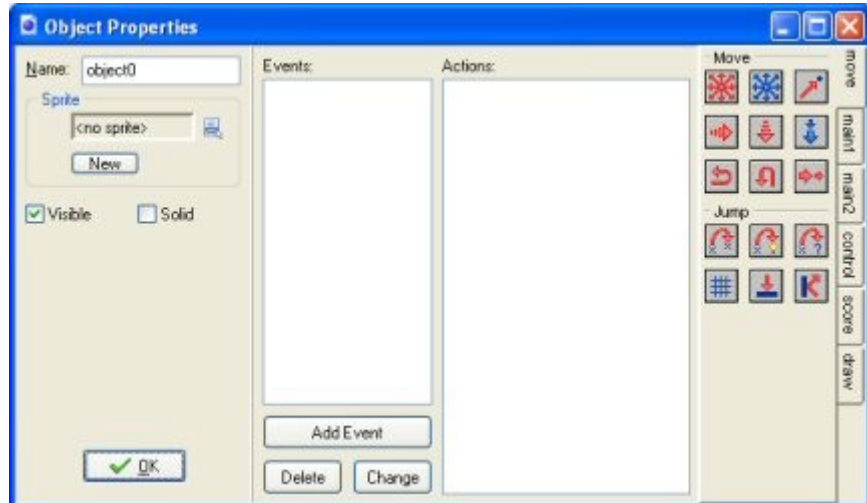 Object Properties
Name: object0
Sprite
<no sprite>
New
Visible Solid
OK
Events:
Add Event
Delete Change
Actions:
Move
Jump
move
main1
main2
control
score
draw